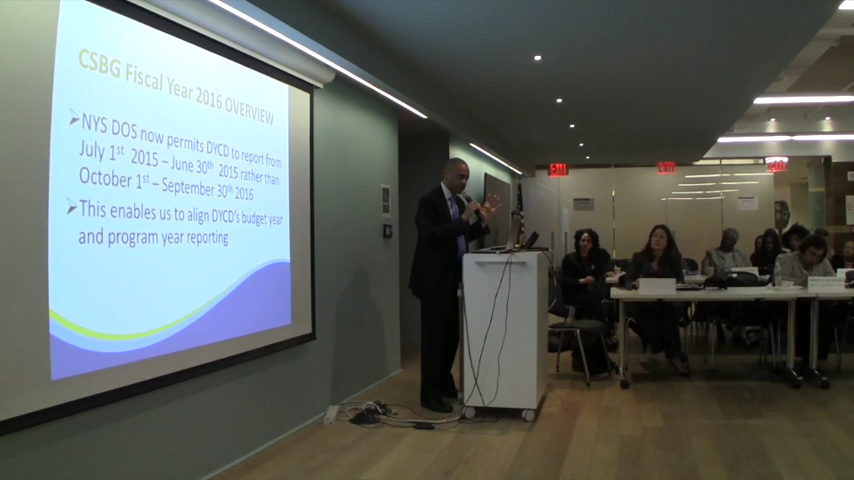 CSBG Fiscal Year 2016 OVERVIEW
➢NYS DOS now permits DYCD to report from
July 1st 2015 – June 30th 2015 rather than
October 1st – September 30th 2016
➢This enables us to align DYCD's budget year
and program year reporting
EXIT
EXIT
EXIT